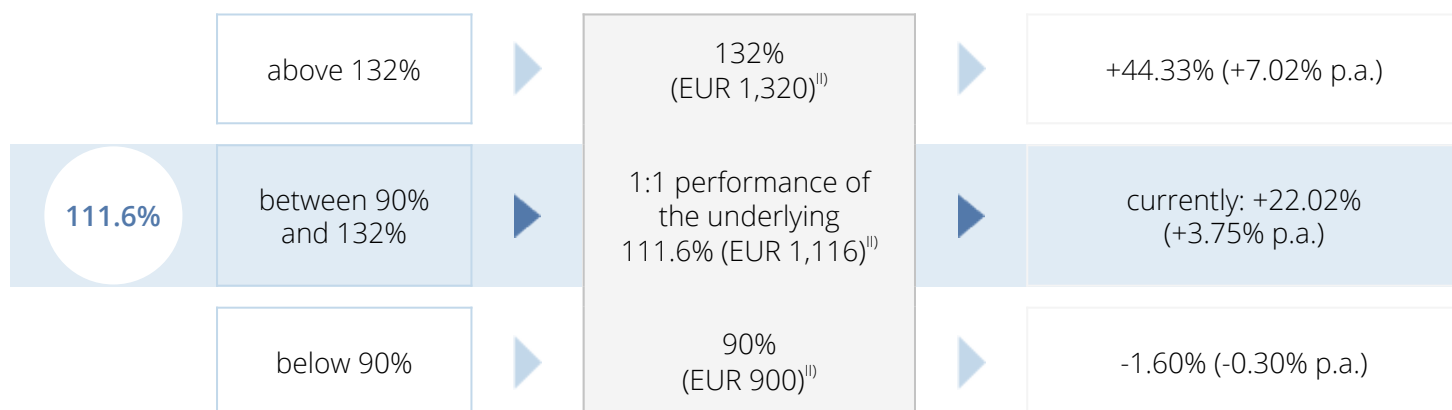 above 132%
132%
(EUR 1,320)II)
+44.33% (+7.02% p.a.)
111.6%
between 90%
and 132%
1:1 performance of
the underlying
111.6% (EUR 1,116)II)
currently: +22.02%
(+3.75% p.a.)
below 90%
90%
(EUR 900)II)
-1.60% (-0.30% p.a.)